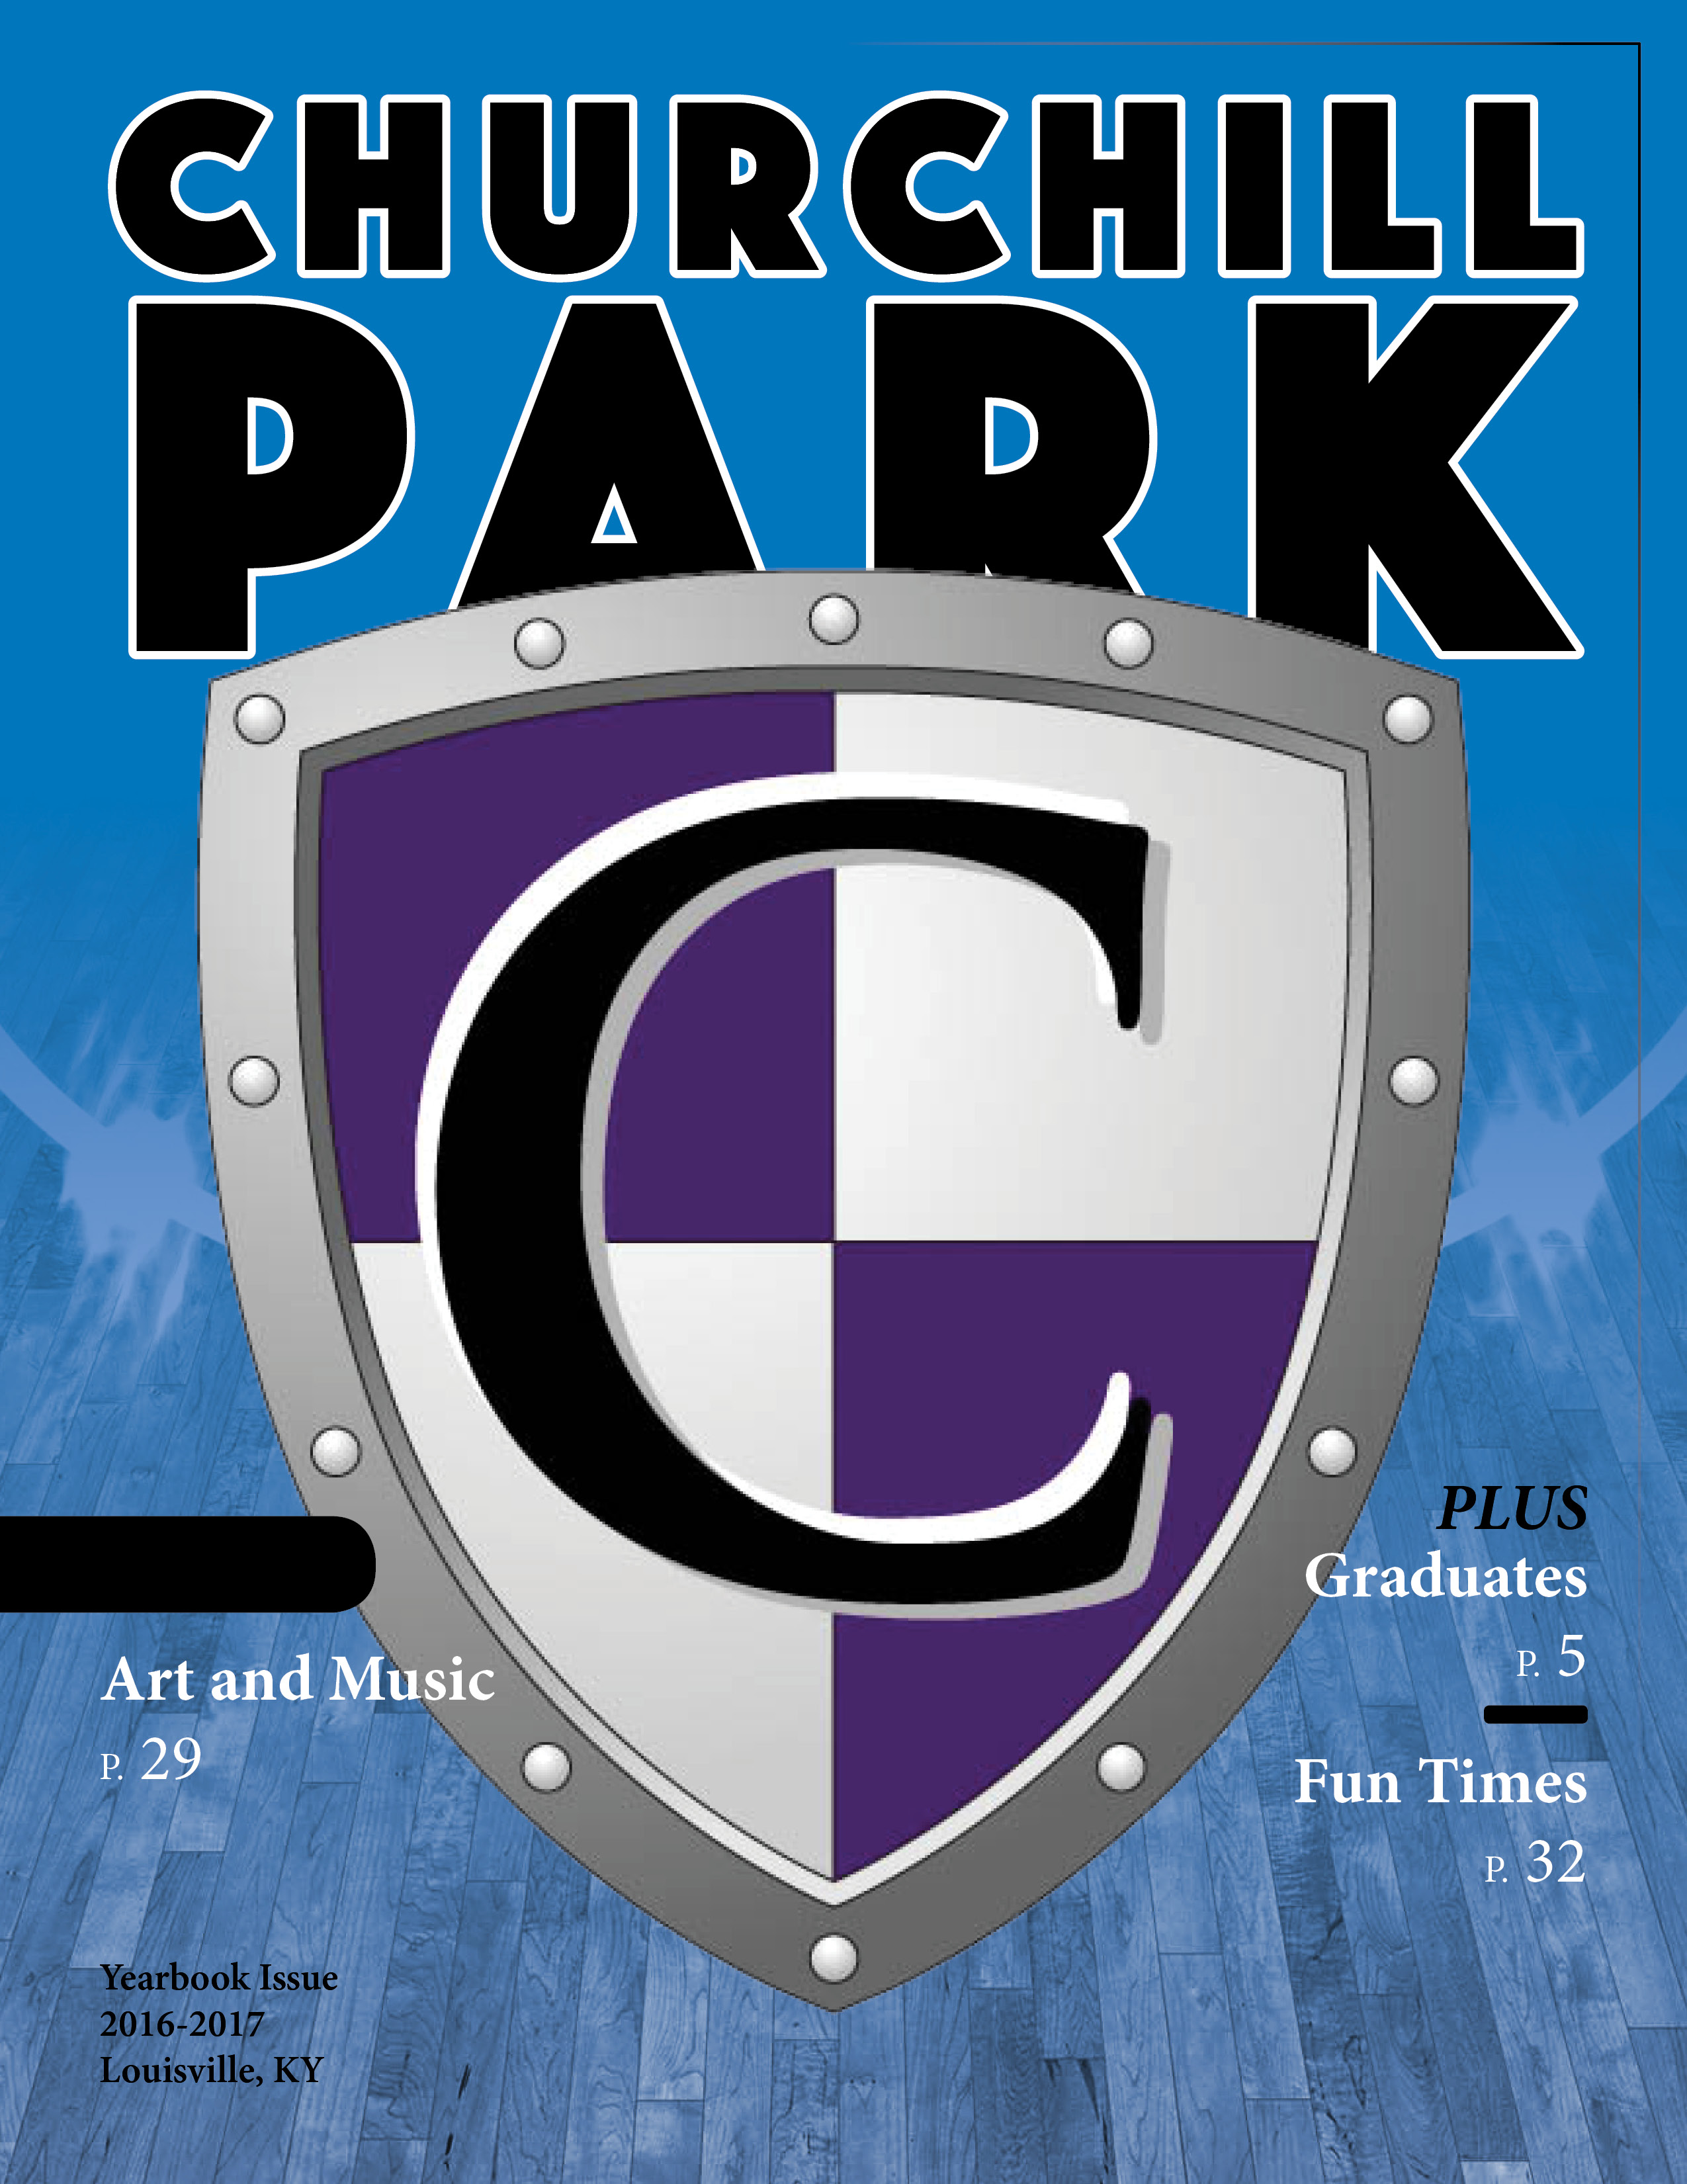 CHURCHILL
PARK
C
PLUS
Graduates
P. 5
Art and Music
P. 29
Fun Times
P. 32
Yearbook Issue
2016-2017
Louisville, KY